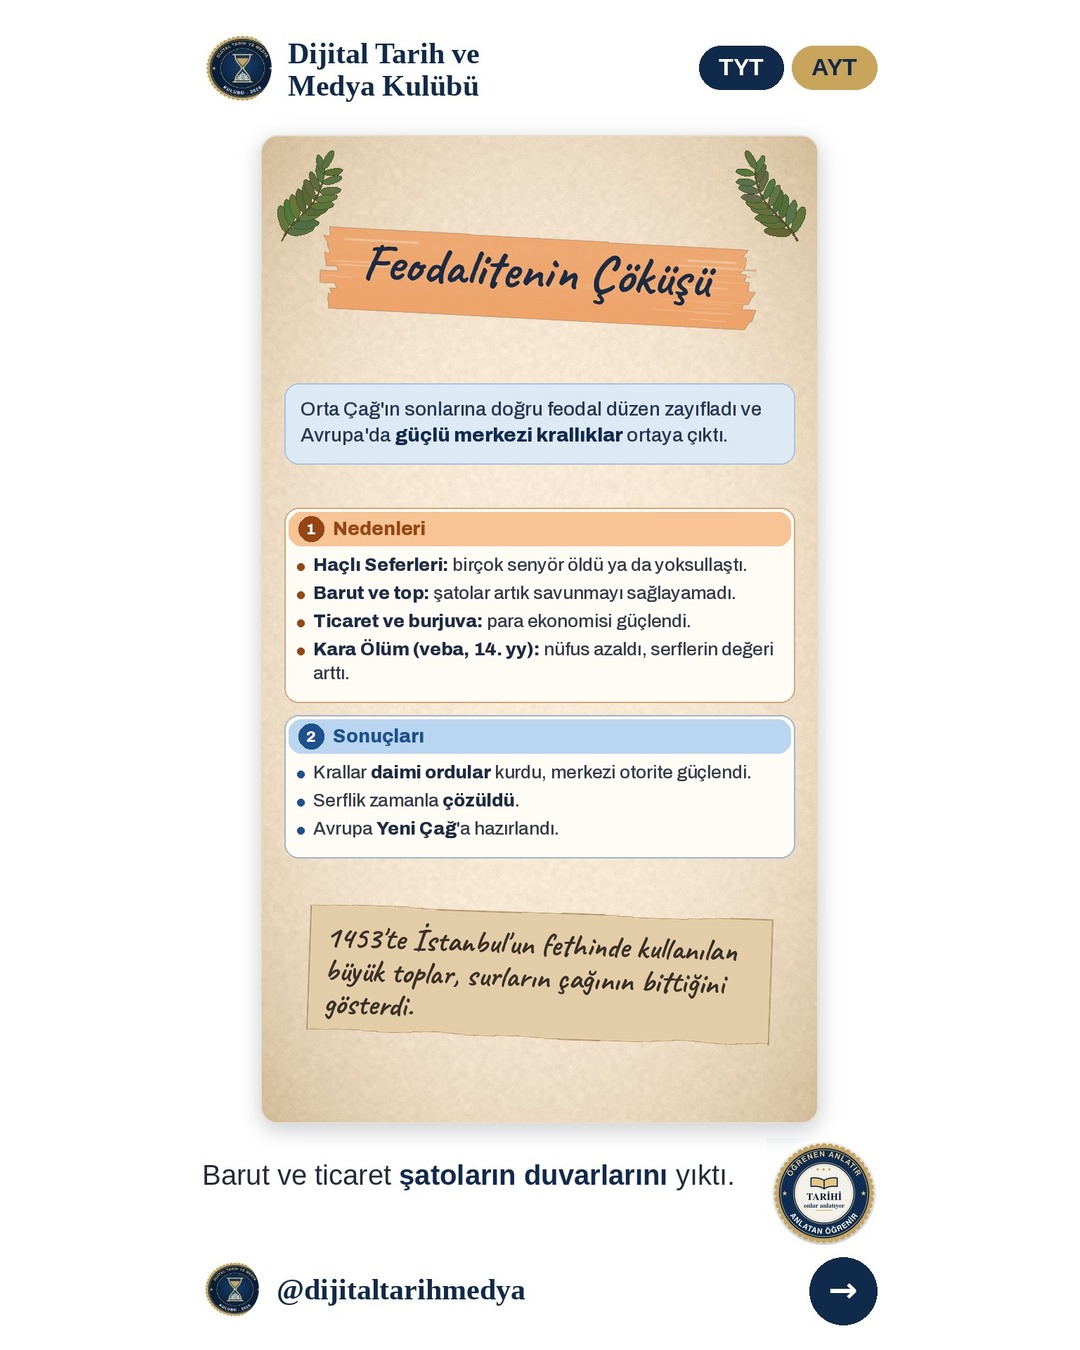 Dijital Tarih ve
Medya Kulübü
TYT
AYT
Feodalitenin Çöküşü
Orta Çağ'ın sonlarına doğru feodal düzen zayıfladı ve
Avrupa'da güçlü merkezi krallıklar ortaya çıktı.
1 Nedenleri
Haçlı Seferleri: birçok senyör öldü ya da yoksullaştı.
Barut ve top: şatolar artık savunmayı sağlayamadı.
Ticaret ve burjuva: para ekonomisi güçlendi.
Kara Ölüm (veba, 14. yy): nüfus azaldı, serflerin değeri
arttı.
2 Sonuçları
Krallar daimi ordular kurdu, merkezi otorite güçlendi.
Serflik zamanla çözüldü.
Avrupa Yeni Çağ'a hazırlandı.
1453'te İstanbul'un fethinde kullanılan
büyük toplar, surların çağının bittiğini
gösterdi.
Barut ve ticaret şatoların duvarlarını yıktı.
ÖĞRENEN ANLATIR
TARİHİ
onlar anlatıyor
ANLATAN ÖĞRENİR
@dijitaltarihmedya
→